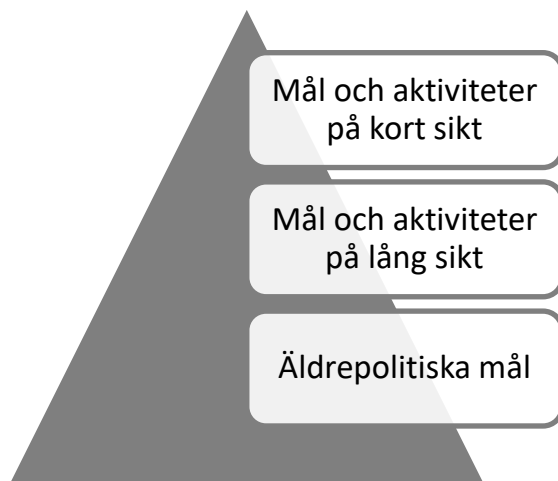 Mål och aktiviteter
på kort sikt
Mål och aktiviteter
på lång sikt
Äldrepolitiska mål